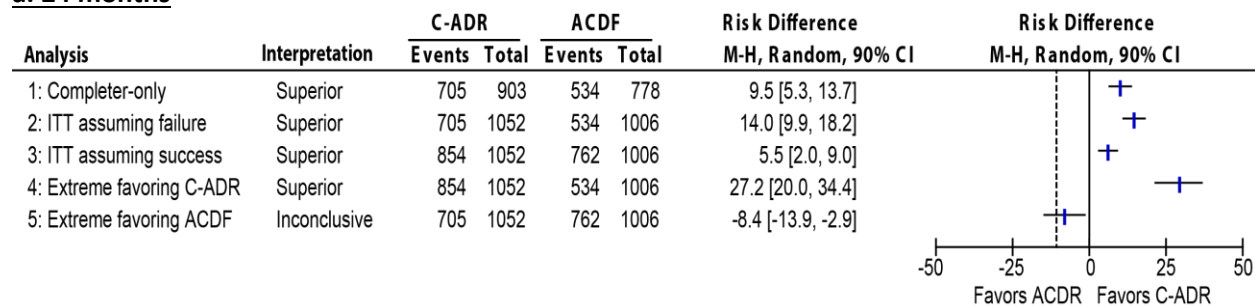 C-ADR ACDF Risk Difference Risk Difference
Analysis Interpretation Events Total Events Total M-H, Random, 90% CI M-H, Random, 90% CI
1: Completer-only Superior 705 903 534 778 9.5 [5.3, 13.7]
2: ITT assuming failure Superior 705 1052 534 1006 14.0 [9.9, 18.2]
3: ITT assuming success Superior 854 1052 762 1006 5.5 [2.0, 9.0]
4: Extreme favoring C-ADR Superior 854 1052 534 1006 27.2 [20.0, 34.4]
5: Extreme favoring ACDF Inconclusive 705 1052 762 1006 -8.4 [-13.9, -2.9]
-50 -25 0 25 50
Favors ACDR Favors C-ADR